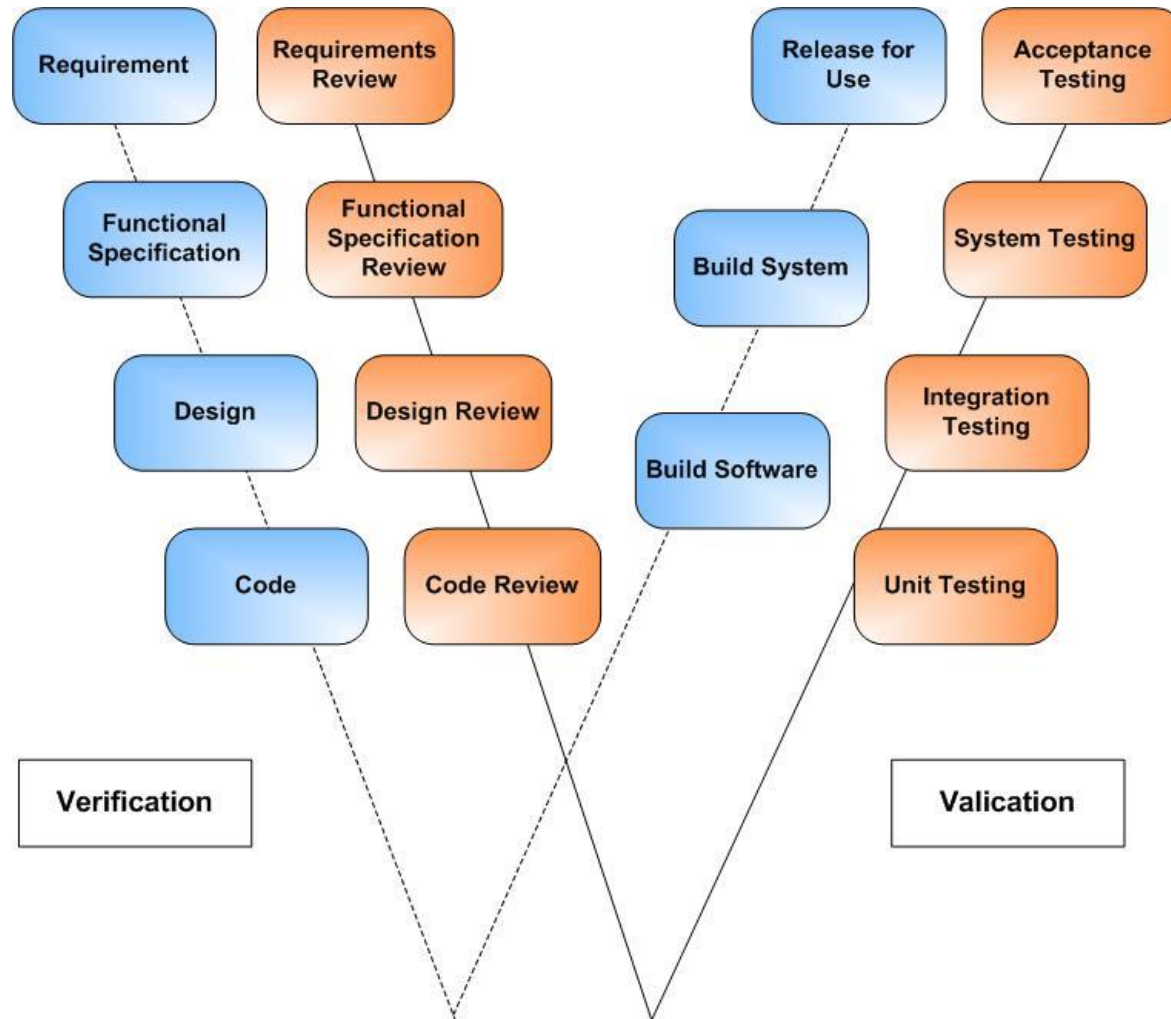 Requirement
Requirements
Review
Release for
Use
Acceptance
Testing
Functional
Specification
Functional
Specification
Review
Build System
System Testing
Design
Design Review
Build Software
Integration
Testing
Code
Code Review
Unit Testing
Verification
Valication